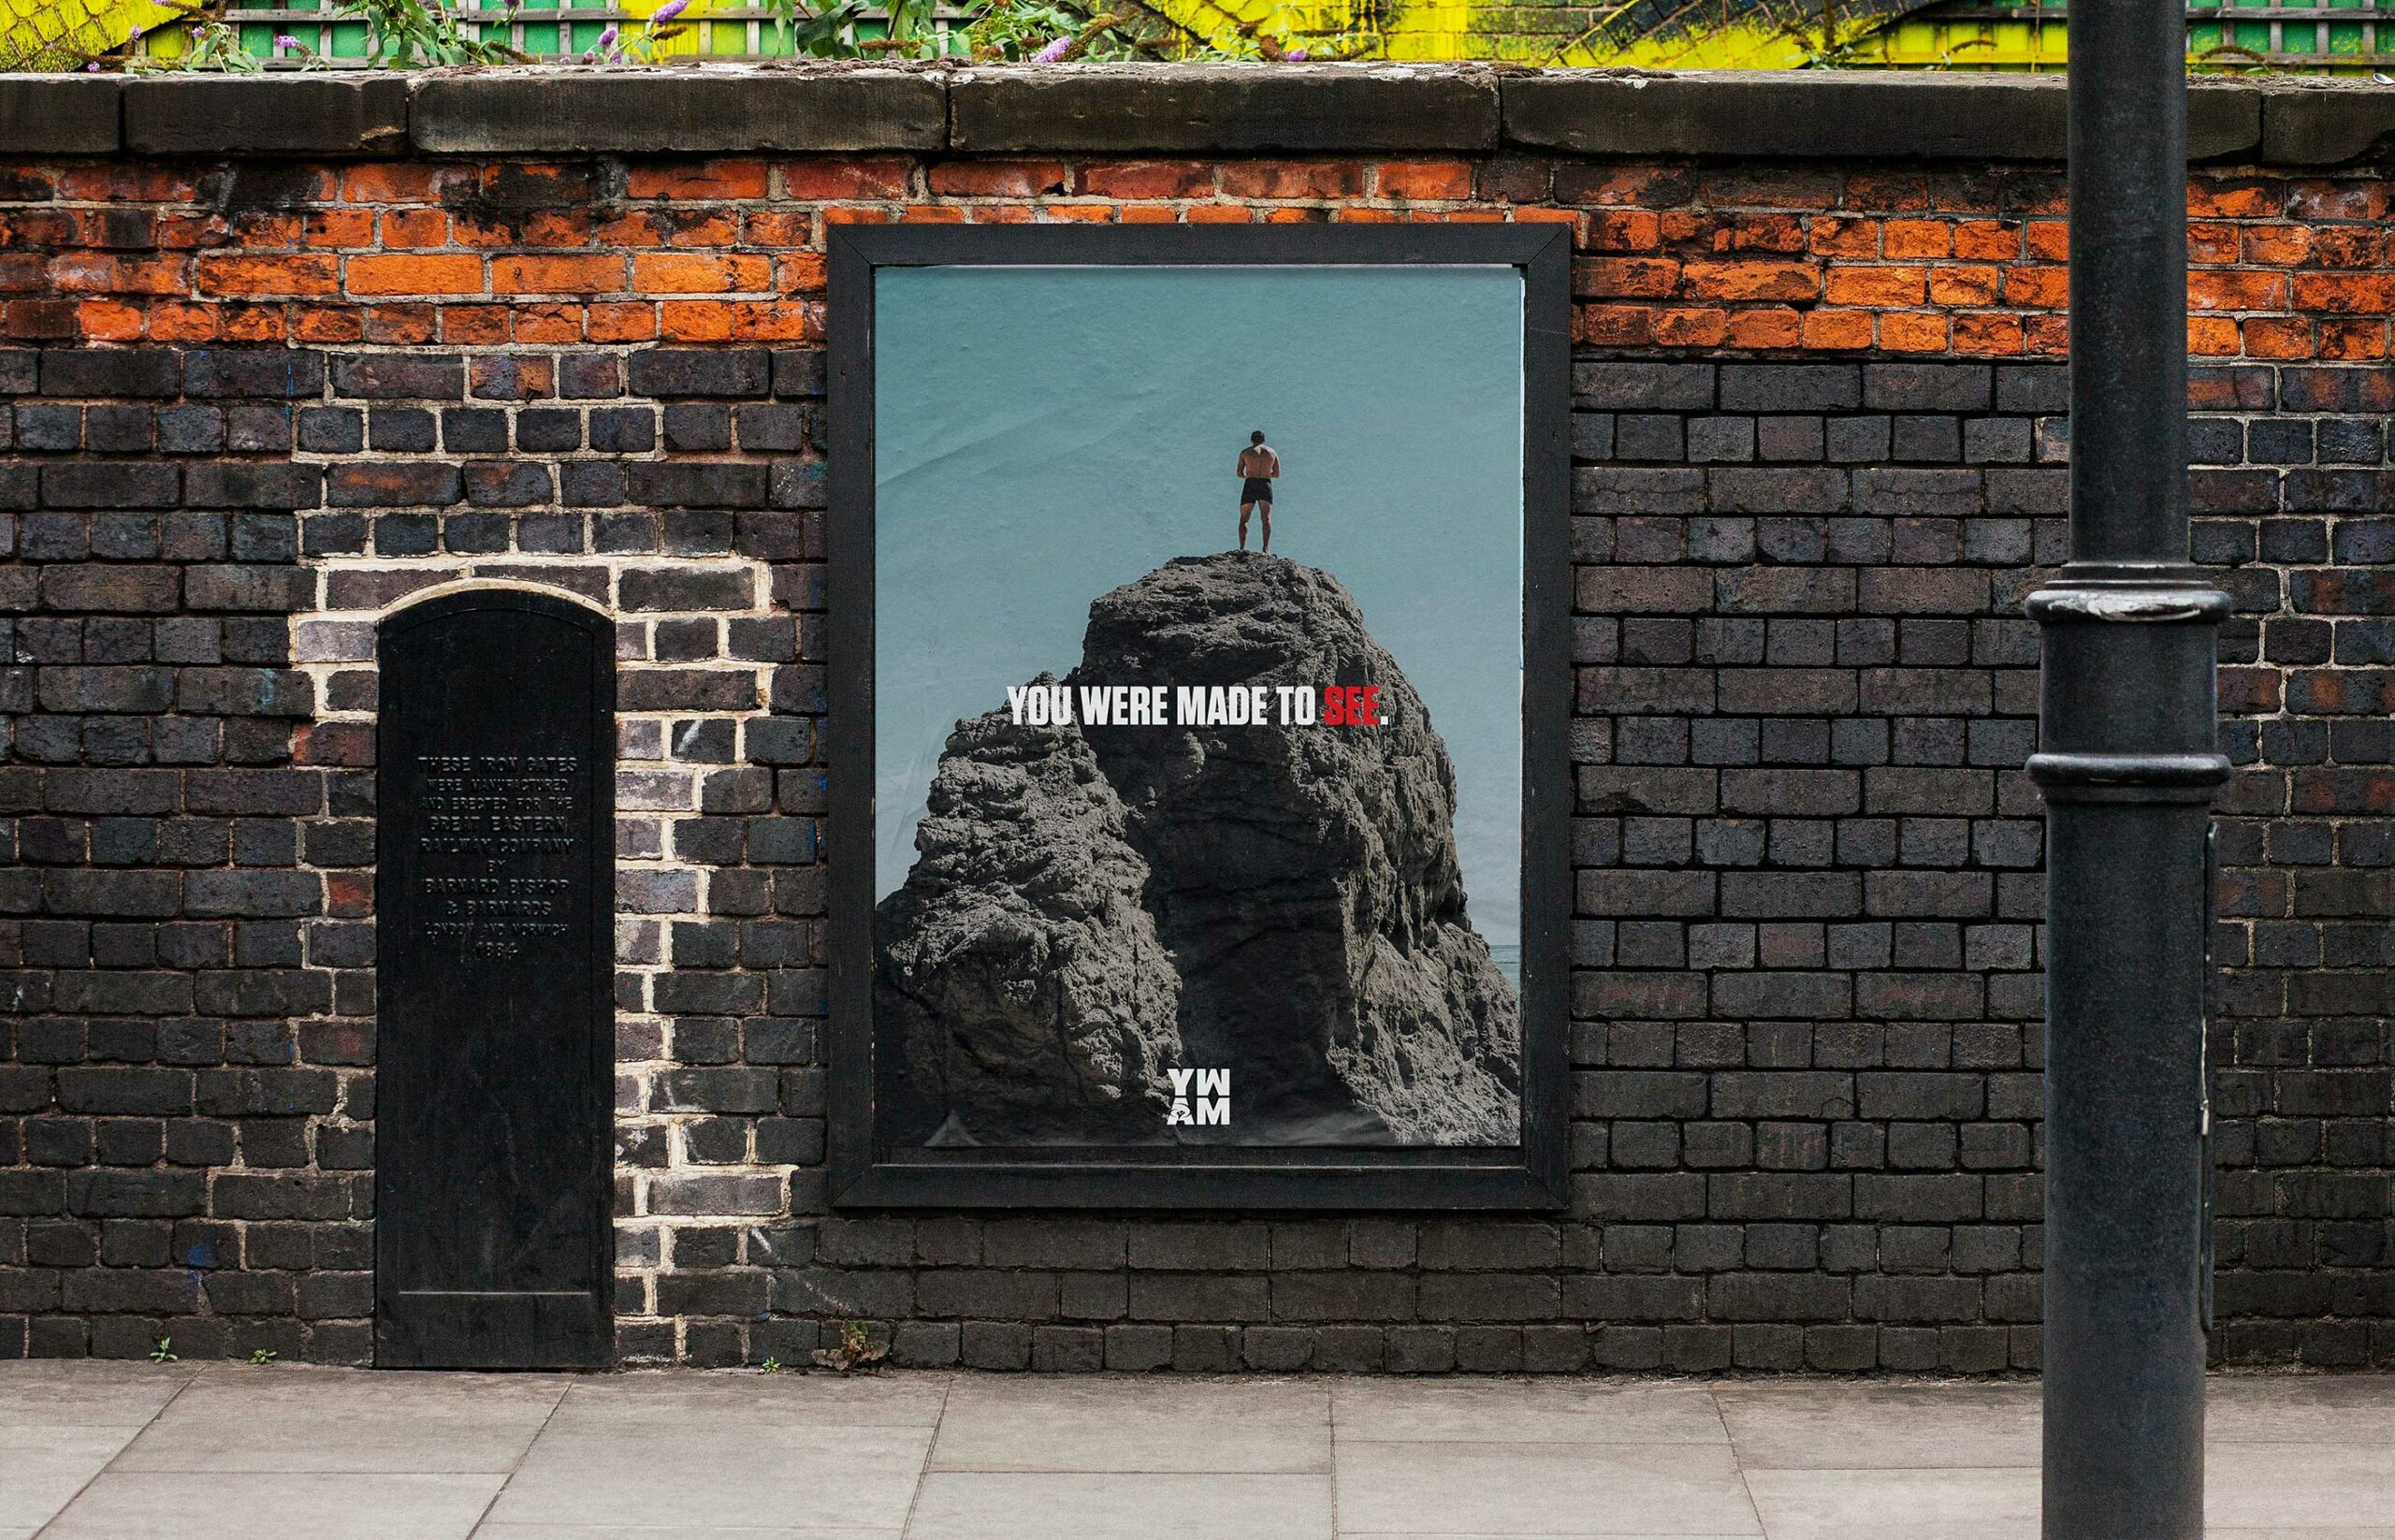 THESE IRON GATES
WERE MANUFACTURED
AND ERECTED FOR THE
GREAT EASTERN
RAILWAY COMPANY
BY
BARNARD BISHOP
& BARNARDS
LONDON AND NORWICH
1884
YOU WERE MADE TO SEE.
YW
AM